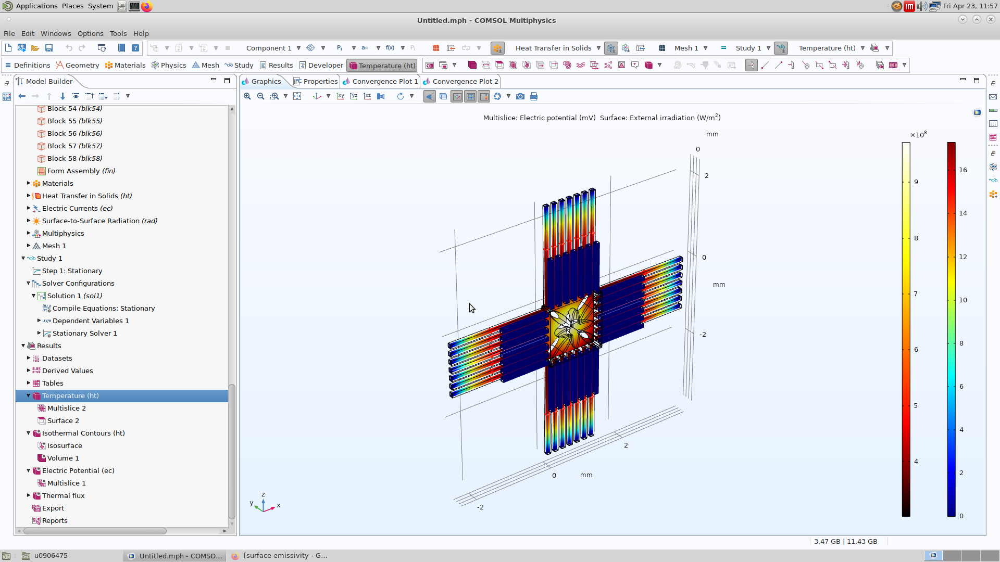 Applications Places System
!m
Fri Apr 23, 11:57
Untitled.mph - COMSOL Multiphysics
File Edit Windows Options Tools Help
Component 1 Pi a= f(x) Pi Heat Transfer in Solids Mesh 1 = Study 1 Temperature (ht)
Definitions Geometry Materials Physics Mesh Study Results Developer Temperature (ht)
Model Builder
Graphics Properties Convergence Plot 1 Convergence Plot 2
xy yz xz
Block 54 (blk54)
Block 55 (blk55)
Block 56 (blk56)
Block 57 (blk57)
Block 58 (blk58)
Form Assembly (fin)
Materials
Heat Transfer in Solids (ht)
Electric Currents (ec)
Surface-to-Surface Radiation (rad)
Multiphysics
Mesh 1
Study 1
Step 1: Stationary
Solver Configurations
Solution 1 (sol1)
Compile Equations: Stationary
u,v,w Dependent Variables 1
Stationary Solver 1
Results
Datasets
8.85 e-12 Derived Values
Tables
Temperature (ht)
Multislice 2
Surface 2
Isothermal Contours (ht)
Isosurface
Volume 1
Electric Potential (ec)
Multislice 1
Thermal flux
Export
Reports
Multislice: Electric potential (mV) Surface: External irradiation (W/m²)
mm
0
2
0
mm
-2
2
0
mm
-2
z
y
x
×10⁸
9
8
7
6
5
4
16
14
12
10
8
6
4
2
0
3.47 GB | 11.43 GB
u0906475
Untitled.mph - COMSO...
[surface emissivity - G...